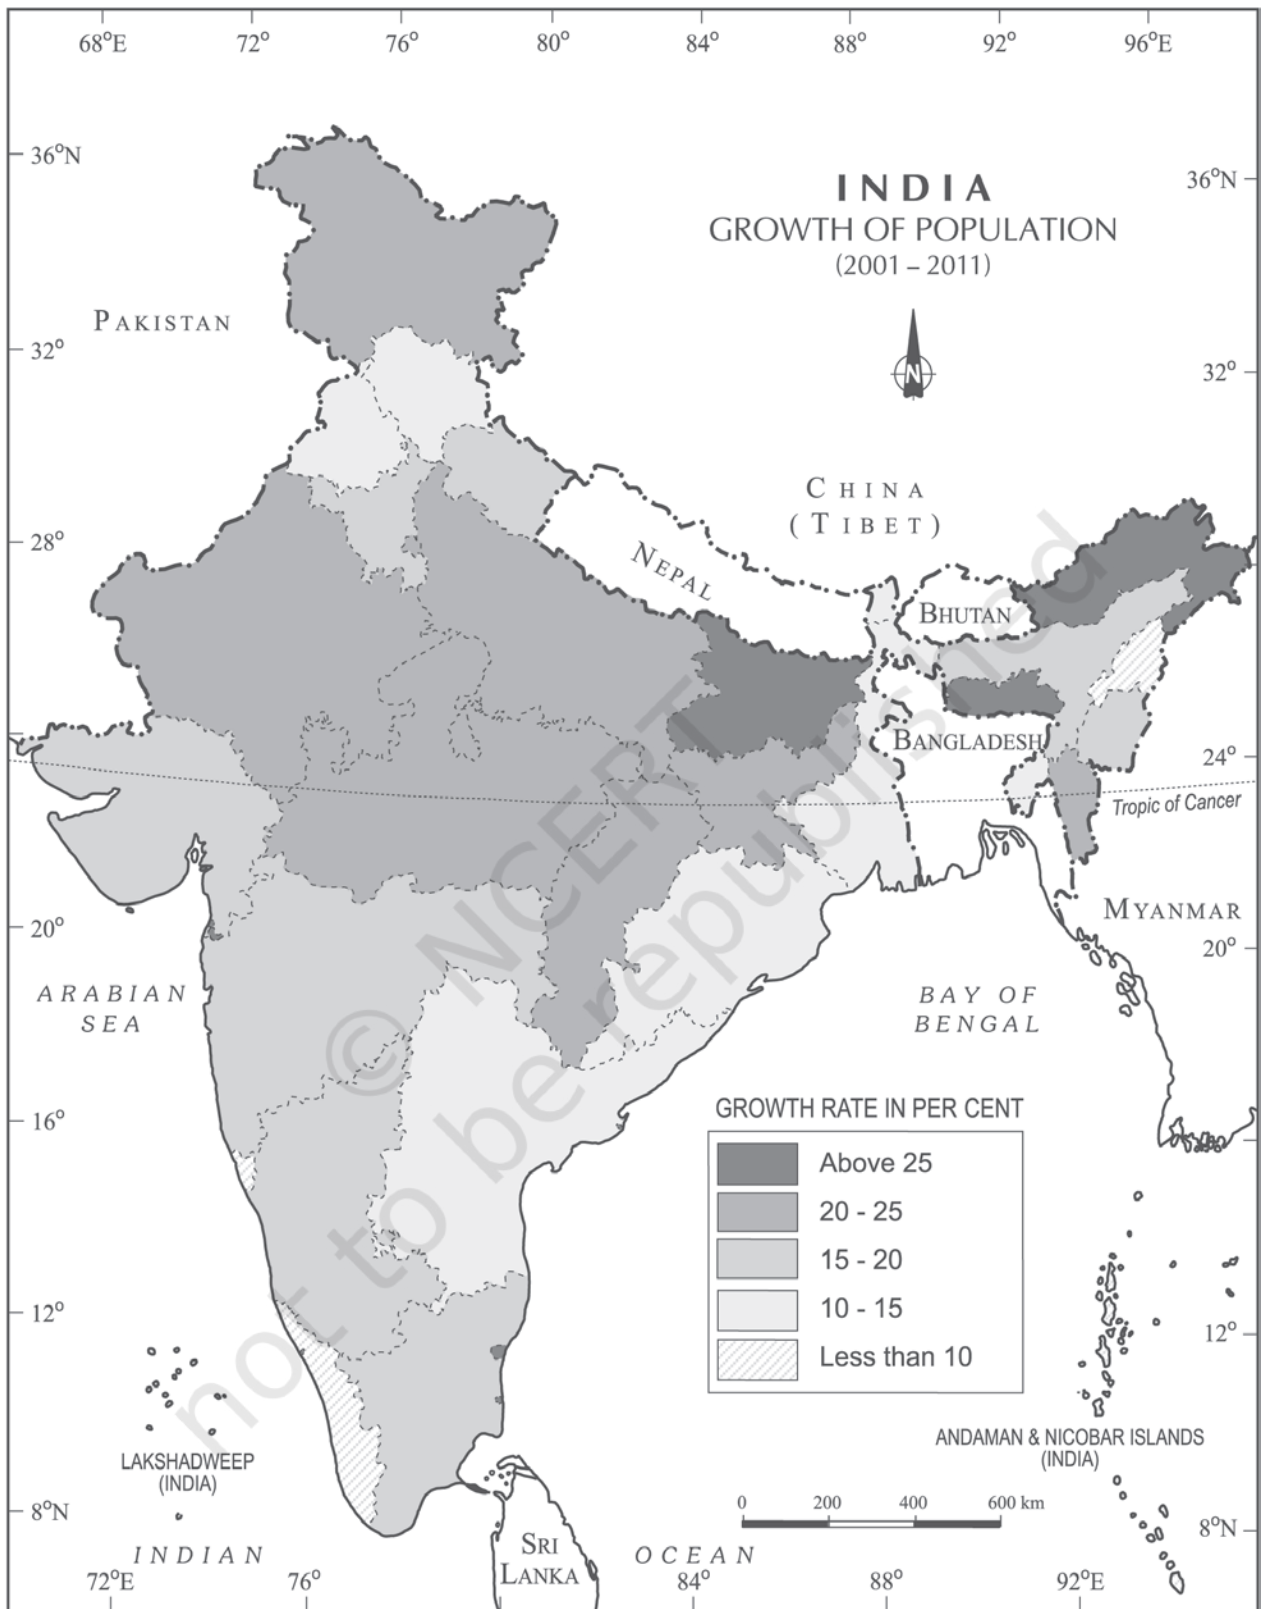 68°E 72° 76° 80° 84° 88° 92° 96°E
36°N
INDIA
36°N
GROWTH OF POPULATION
(2001 – 2011)
PAKISTAN
N
32°
32°
CHINA
(TIBET)
28°
NEPAL
BHUTAN
BANGLADESH
24°
Tropic of Cancer
20°
MYANMAR
20°
ARABIAN
SEA
BAY OF
BENGAL
© NCERT
not to be republished
16°
GROWTH RATE IN PER CENT
Above 25
20 - 25
15 - 20
10 - 15
Less than 10
12°
12°
LAKSHADWEEP
(INDIA)
ANDAMAN & NICOBAR ISLANDS
(INDIA)
0 200 400 600 km
8°N
8°N
INDIAN
SRI
LANKA
OCEAN
72°E 76° 84° 88° 92°E